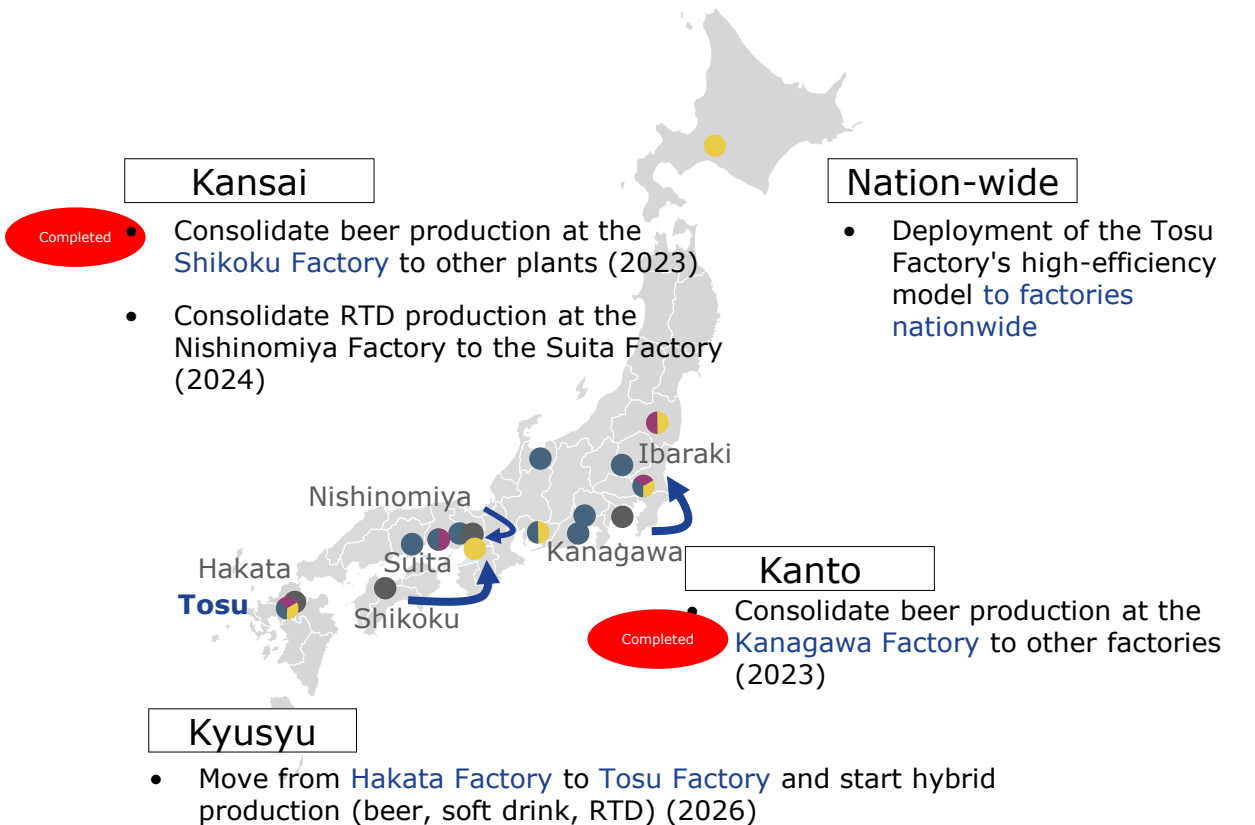 Kansai
Completed
• Consolidate beer production at the
Shikoku Factory to other plants (2023)
• Consolidate RTD production at the
Nishinomiya Factory to the Suita Factory
(2024)
Nation-wide
• Deployment of the Tosu
Factory's high-efficiency
model to factories
nationwide
Ibaraki
Nishinomiya
Kanagawa
Suita
Hakata
Tosu
Shikoku
Kanto
Completed
• Consolidate beer production at the
Kanagawa Factory to other factories
(2023)
Kyusyu
• Move from Hakata Factory to Tosu Factory and start hybrid
production (beer, soft drink, RTD) (2026)